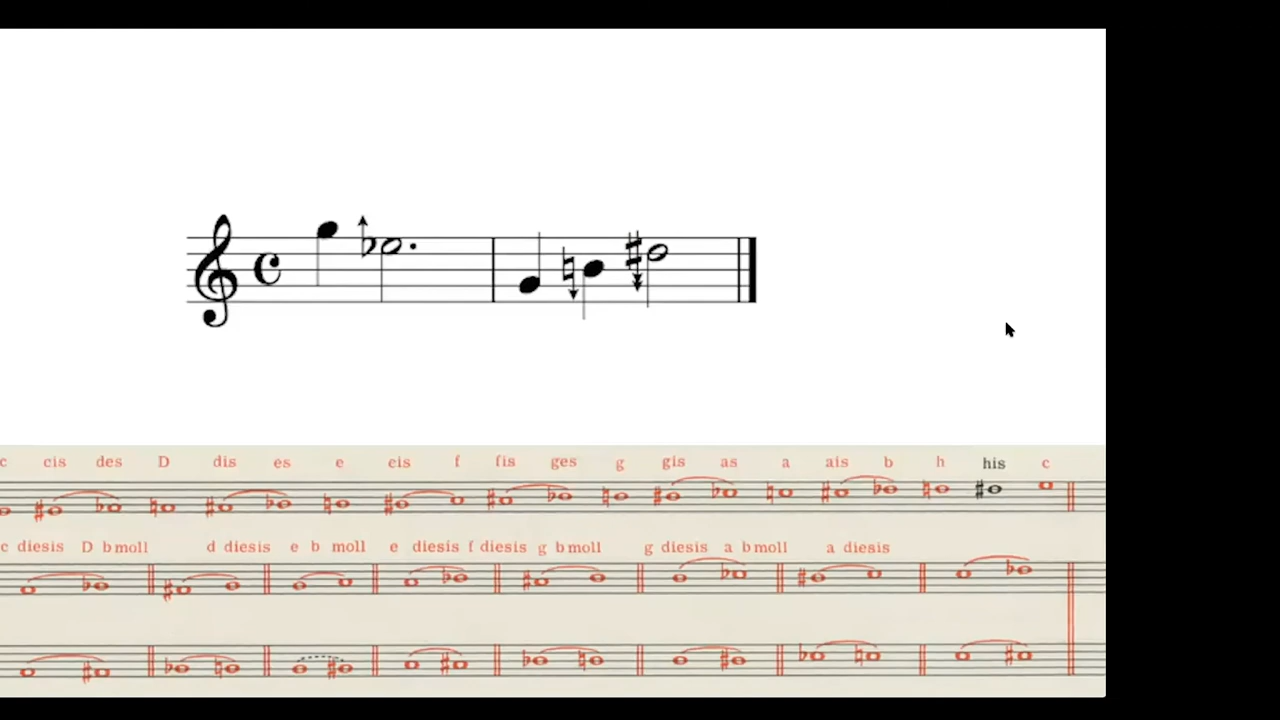 c cis des D dis es e eis f fis ges g gis as a ais b h his c
c diesis D b moll d diesis e b moll e diesis f diesis g b moll g diesis a b moll a diesis